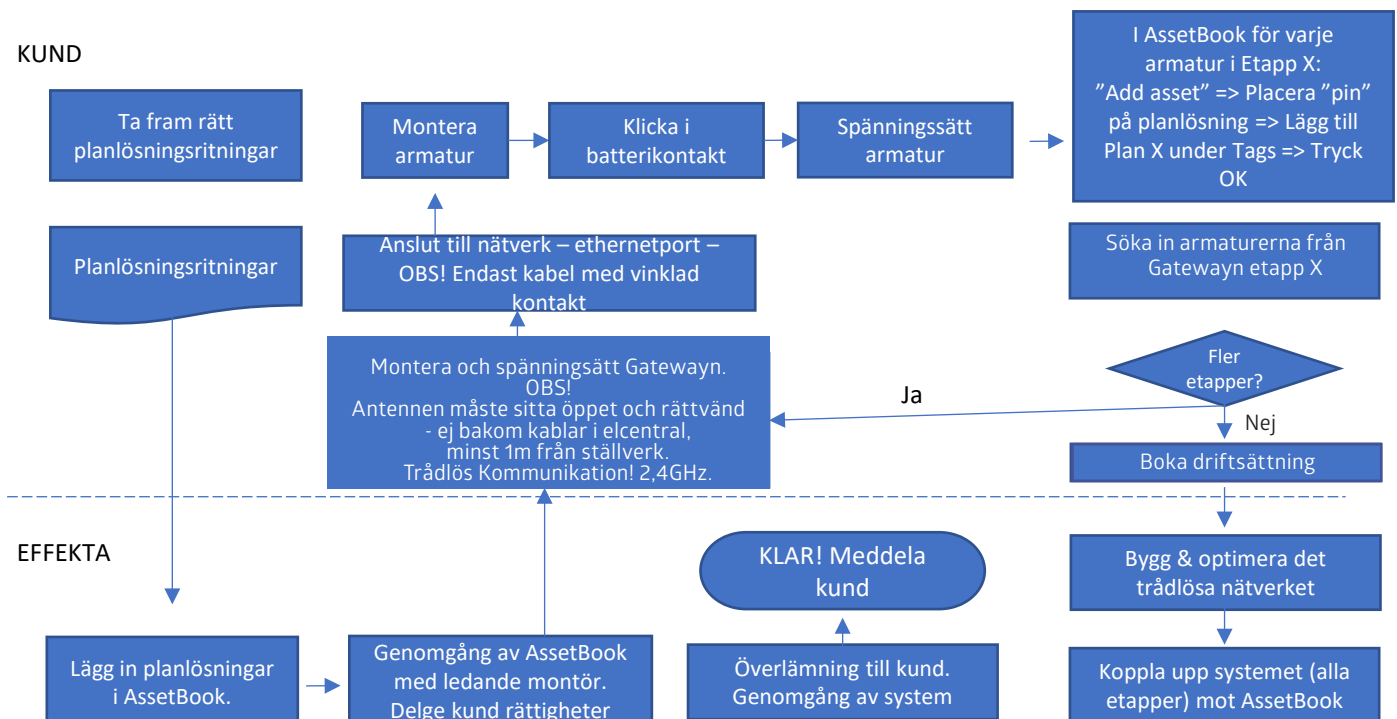 KUND
Ta fram rätt
planlösningsritningar
Planlösningsritningar
Montera
armatur
Klicka i
batterikontakt
Spänningssätt
armatur
I AssetBook för varje
armatur i Etapp X:
”Add asset” => Placera ”pin”
på planlösning => Lägg till
Plan X under Tags => Tryck
OK
Anslut till nätverk – ethernetport –
OBS! Endast kabel med vinklad
kontakt
Söka in armaturerna från
Gatewayn etapp X
Montera och spänningsätt Gatewayn.
OBS!
Antennen måste sitta öppet och rättvänd
- ej bakom kablar i elcentral,
minst 1m från ställverk.
Trådlös Kommunikation! 2,4GHz.
Fler
etapper?
Ja
Nej
Boka driftsättning
EFFEKTA
Lägg in planlösningar
i AssetBook.
Genomgång av AssetBook
med ledande montör.
Delge kund rättigheter
KLAR! Meddela
kund
Överlämning till kund.
Genomgång av system
Bygg & optimera det
trådlösa nätverket
Koppla upp systemet (alla
etapper) mot AssetBook